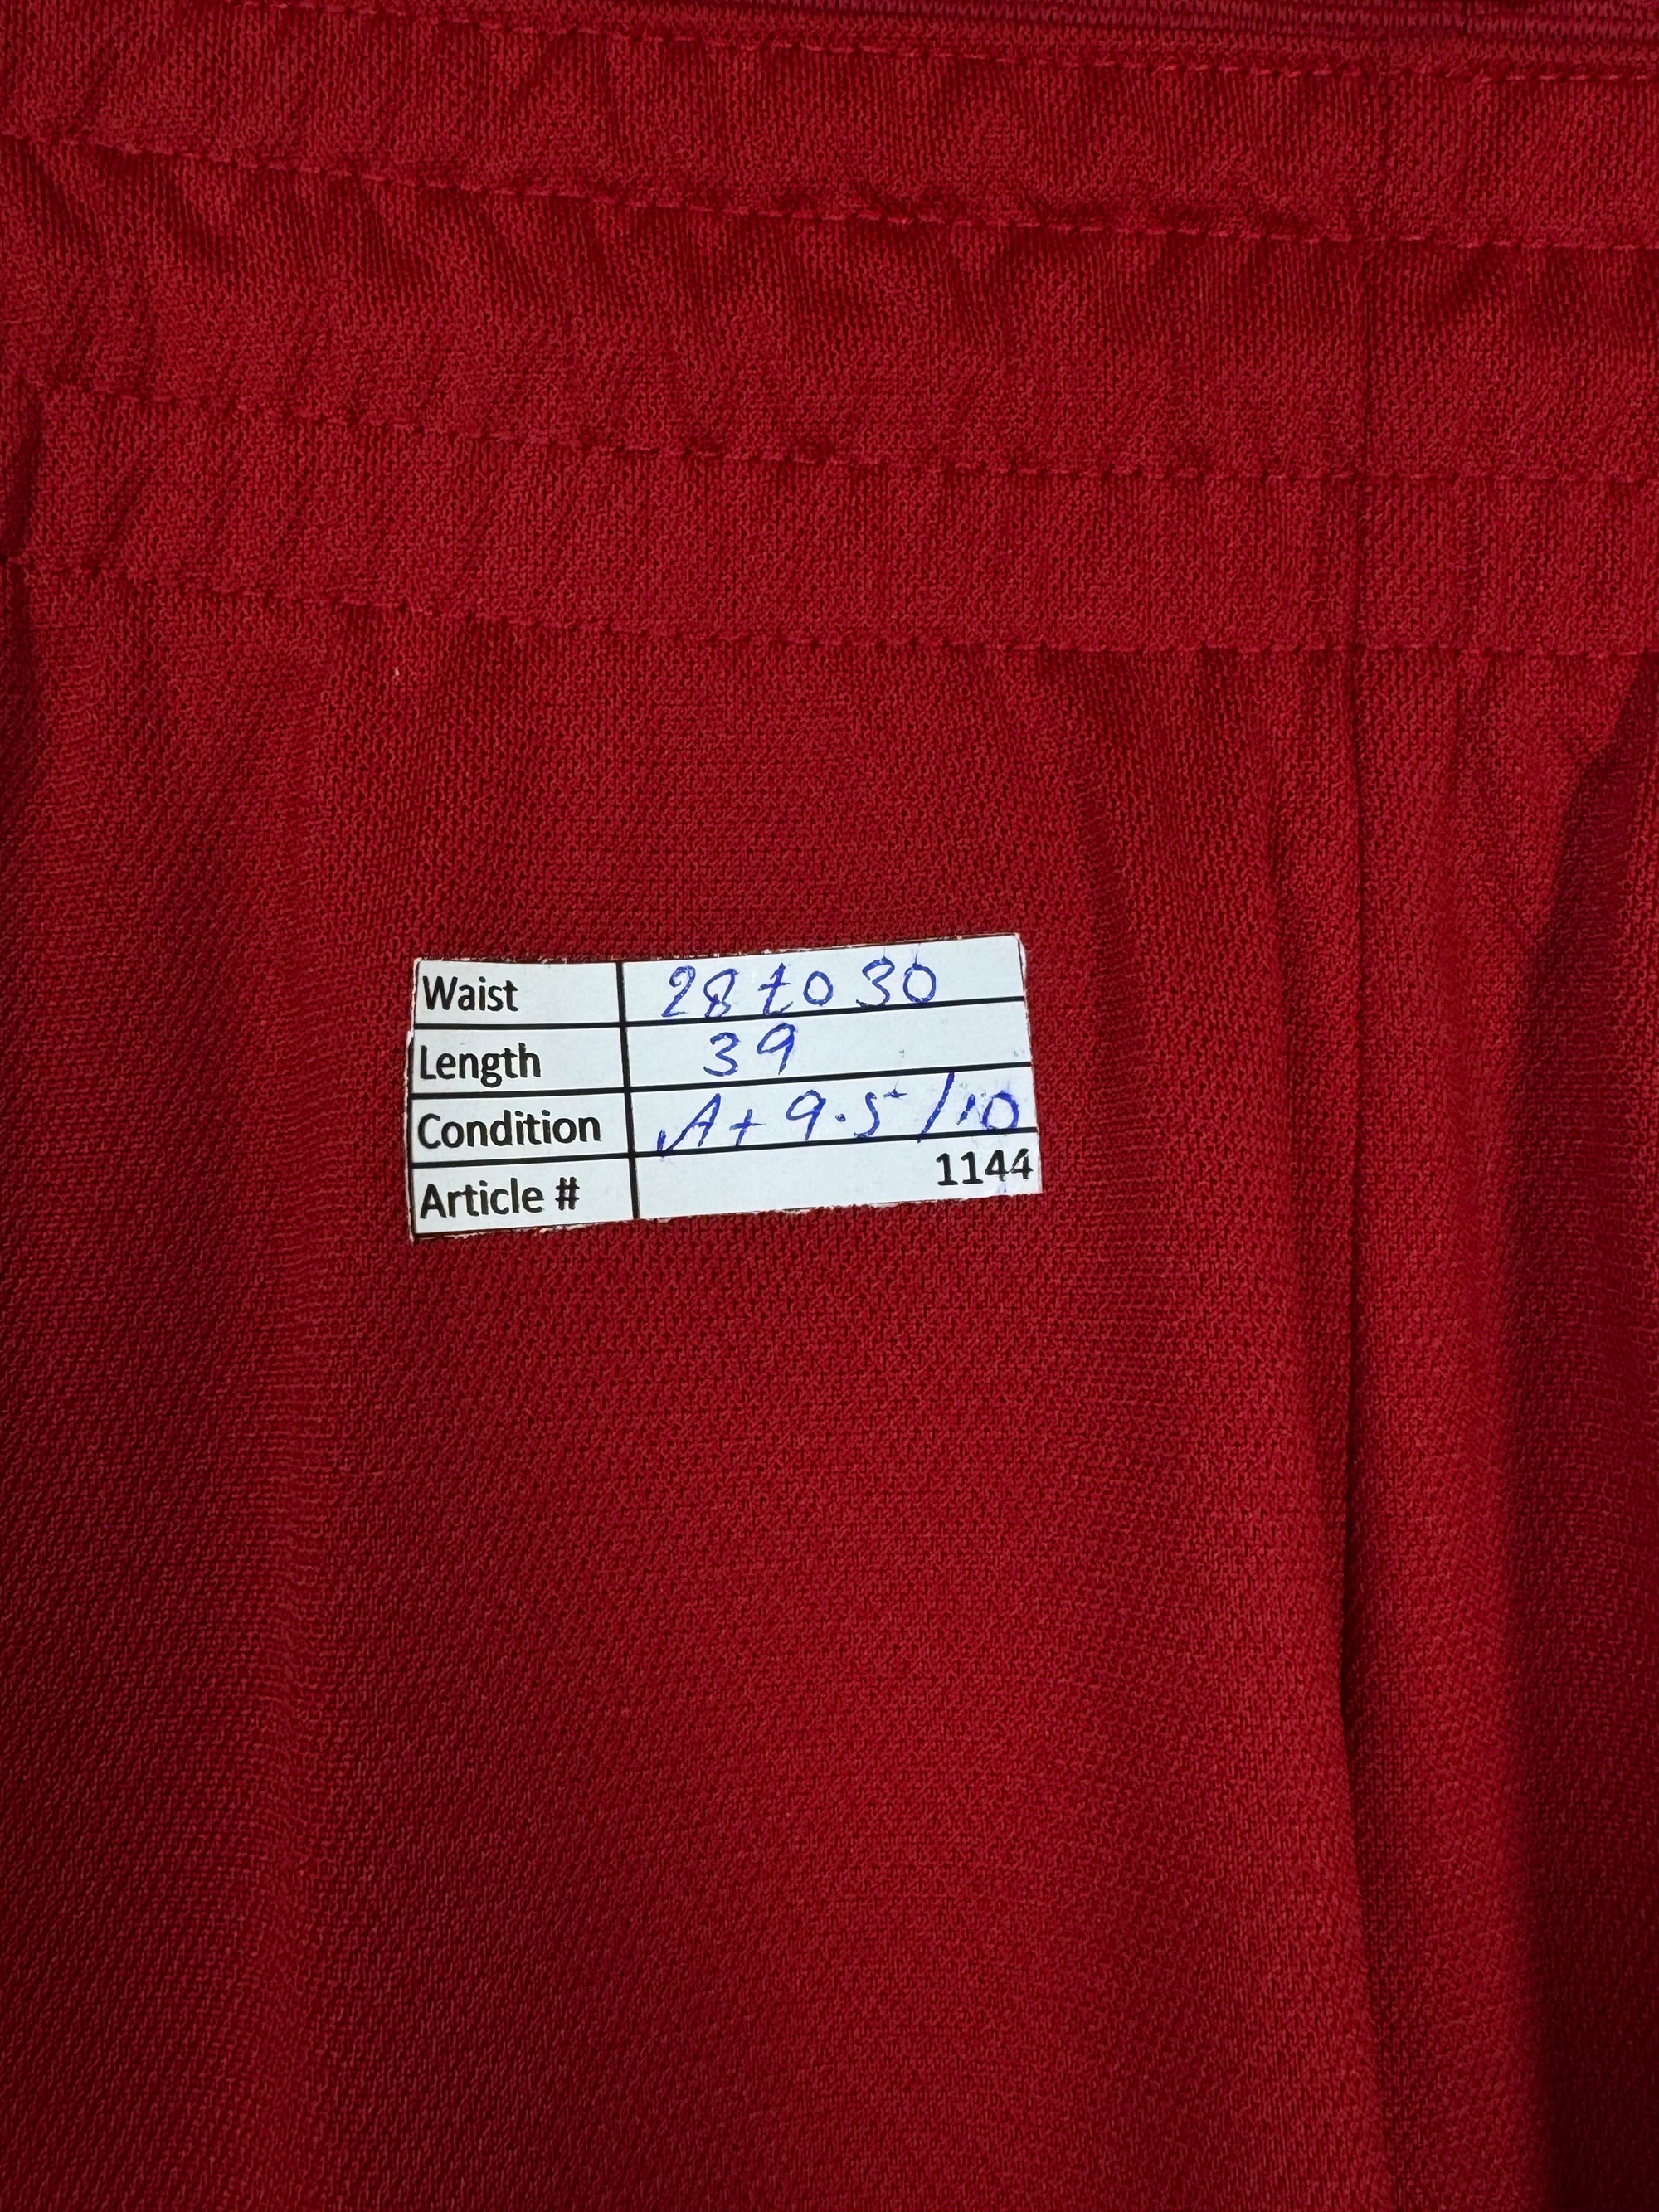 Waist 28 to 30
Length 39
Condition A+ 9.5/10
Article # 1144